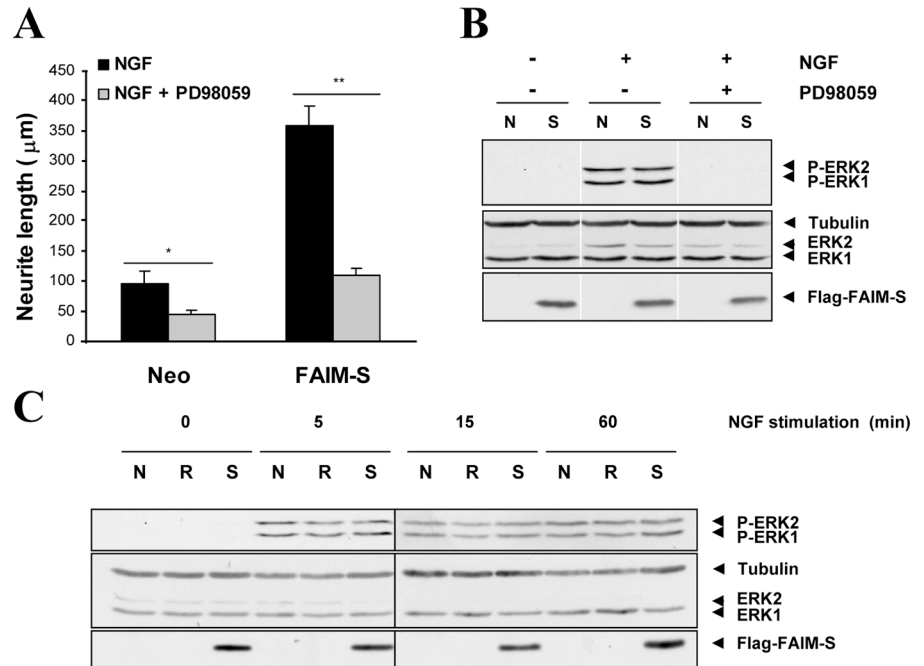 A
NGF
NGF + PD98059
Neurite length ( μm)
450
400
350
300
250
200
150
100
50
0
*
**
Neo
FAIM-S
B
- + + NGF
- - + PD98059
N S N S N S
P-ERK2
P-ERK1
Tubulin
ERK2
ERK1
Flag-FAIM-S
C
0 5 15 60 NGF stimulation (min)
N R S N R S N R S N R S
P-ERK2
P-ERK1
Tubulin
ERK2
ERK1
Flag-FAIM-S